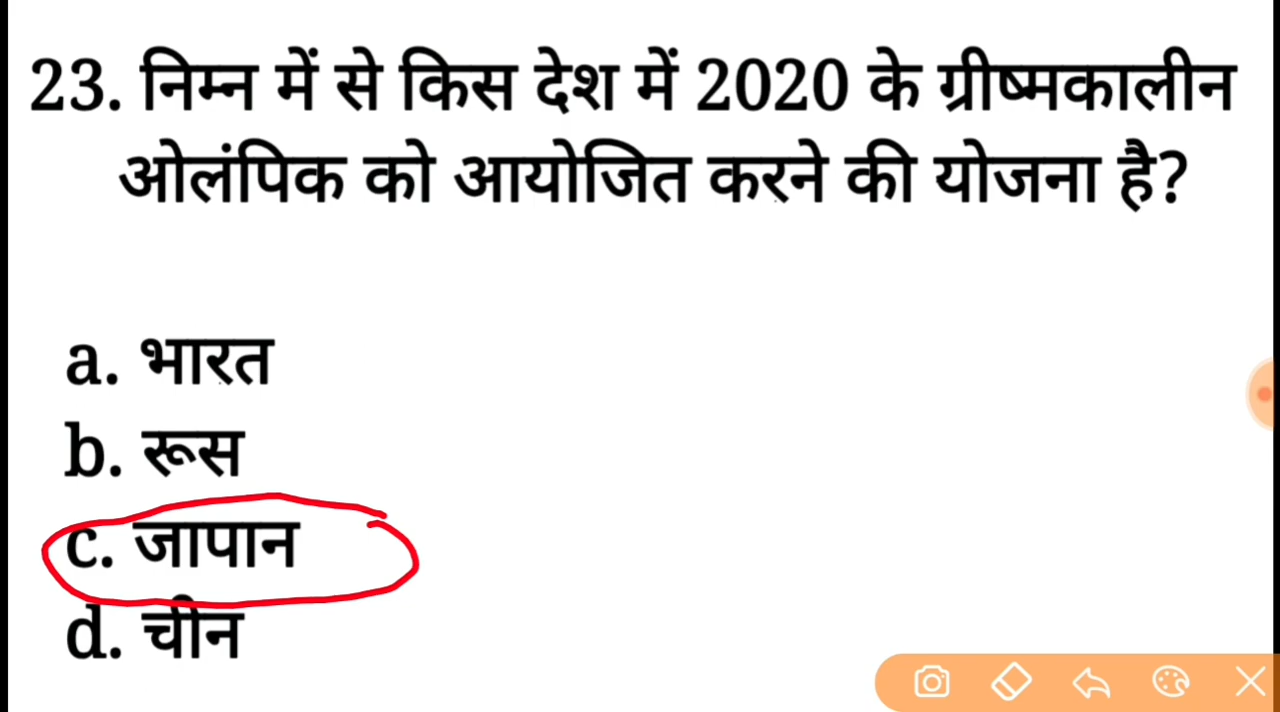 23. निम्न में से किस देश में 2020 के ग्रीष्मकालीन
ओलंपिक को आयोजित करने की योजना है?
a. भारत
b. रूस
c. जापान
d. चीन